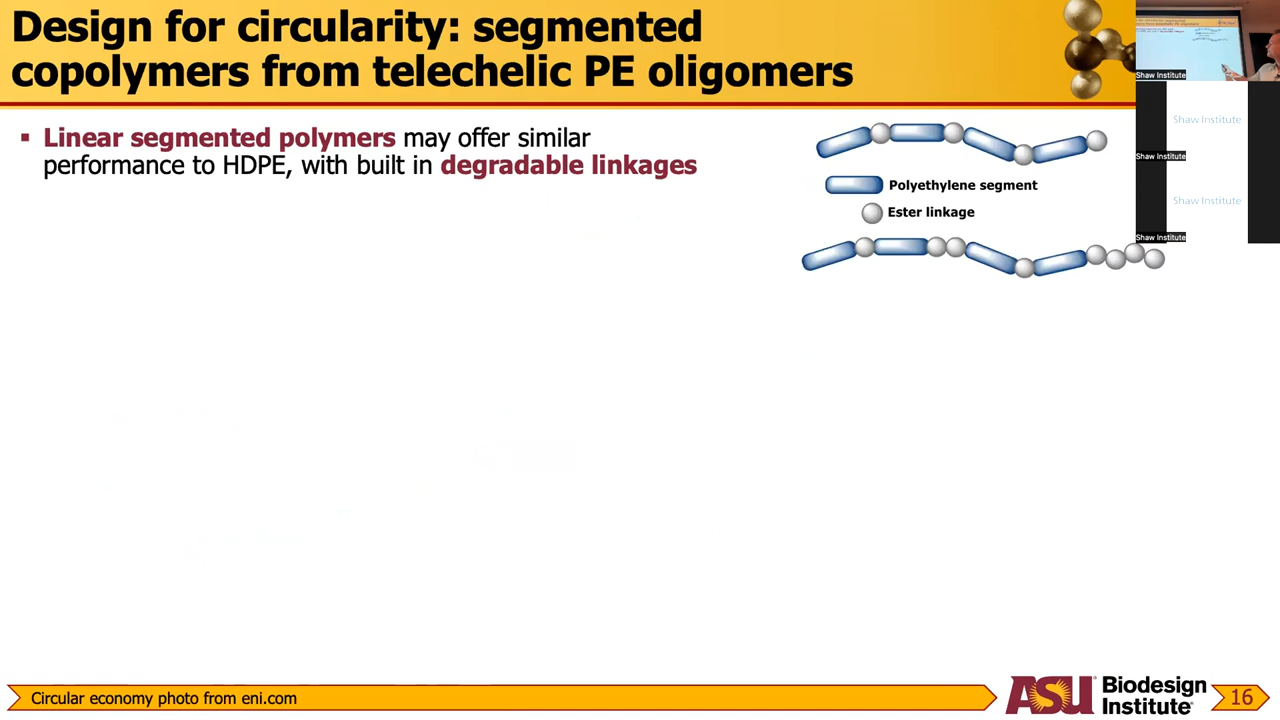 Design for circularity: segmented
copolymers from telechelic PE oligomers
▪ Linear segmented polymers may offer similar
performance to HDPE, with built in degradable linkages
Polyethylene segment
Ester linkage
Shaw Institute
Shaw Institute
Shaw Institute
Shaw Institute
Shaw Institute
Circular economy photo from eni.com
ASU Biodesign
Institute
16